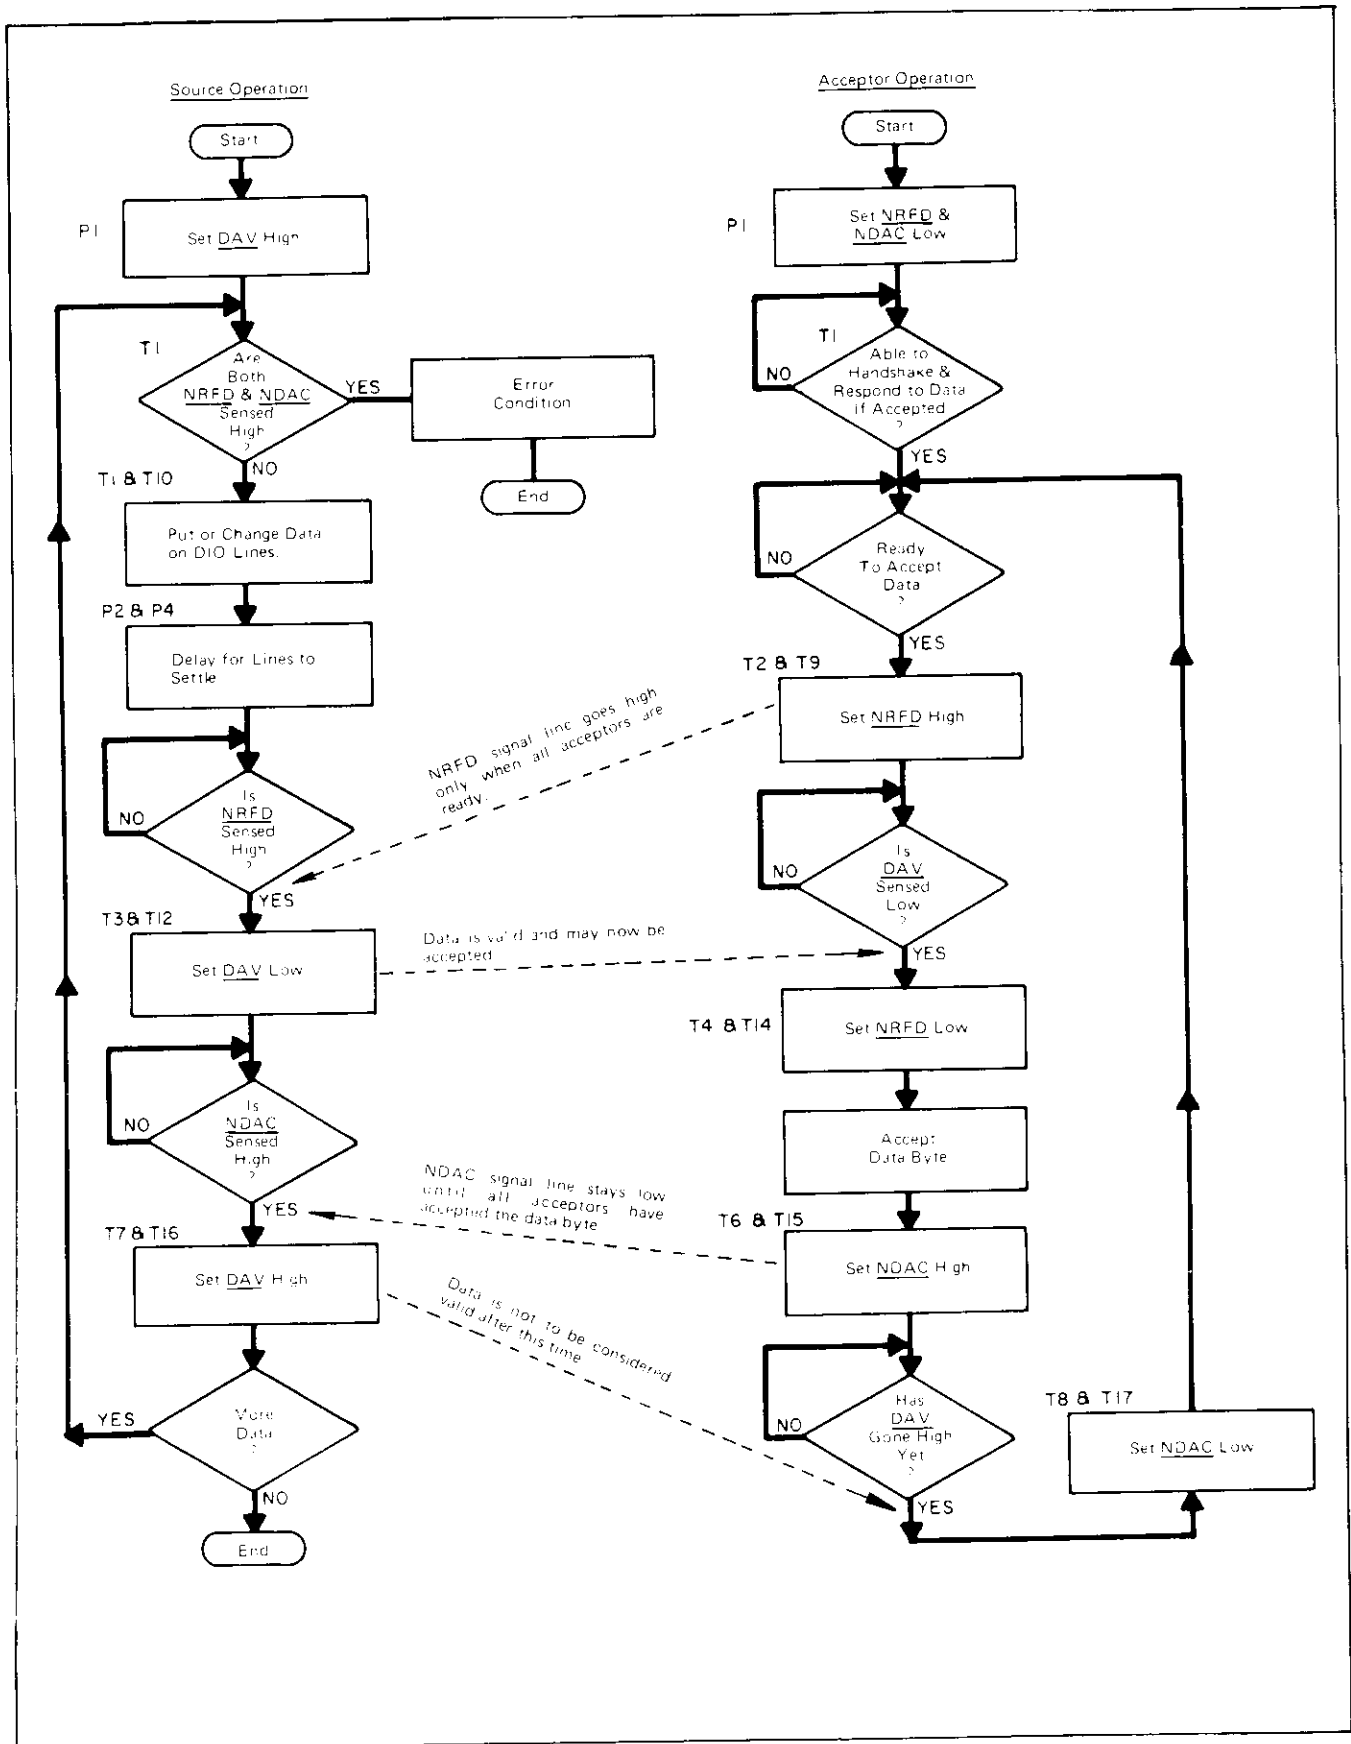 Source Operation
Start
P1
Set DAV High
T1
Are
Both
NRFD & NDAC
Sensed
High
?
YES
Error
Condition
End
NO
T1 & T10
Put or Change Data
on DIO Lines.
P2 & P4
Delay for Lines to
Settle
Is
NRFD
Sensed
High
?
NO
YES
T3 & T12
Set DAV Low
Is
NDAC
Sensed
High
?
NO
YES
T7 & T16
Set DAV High
More
Data
?
YES
NO
End
NRFD signal line goes high
only when all acceptors are
ready.
Data is valid and may now be
accepted
NDAC signal line stays low
until all acceptors have
accepted the data byte
Data is not to be considered
valid after this time
Acceptor Operation
Start
P1
Set NRFD &
NDAC Low
T1
Able to
Handshake &
Respond to Data
if Accepted
?
NO
YES
Ready
To Accept
Data
?
NO
YES
T2 & T9
Set NRFD High
Is
DAV
Sensed
Low
?
NO
YES
T4 & T14
Set NRFD Low
Accept
Data Byte
T6 & T15
Set NDAC High
Has
DAV
Gone High
Yet
?
NO
YES
T8 & T17
Set NDAC Low